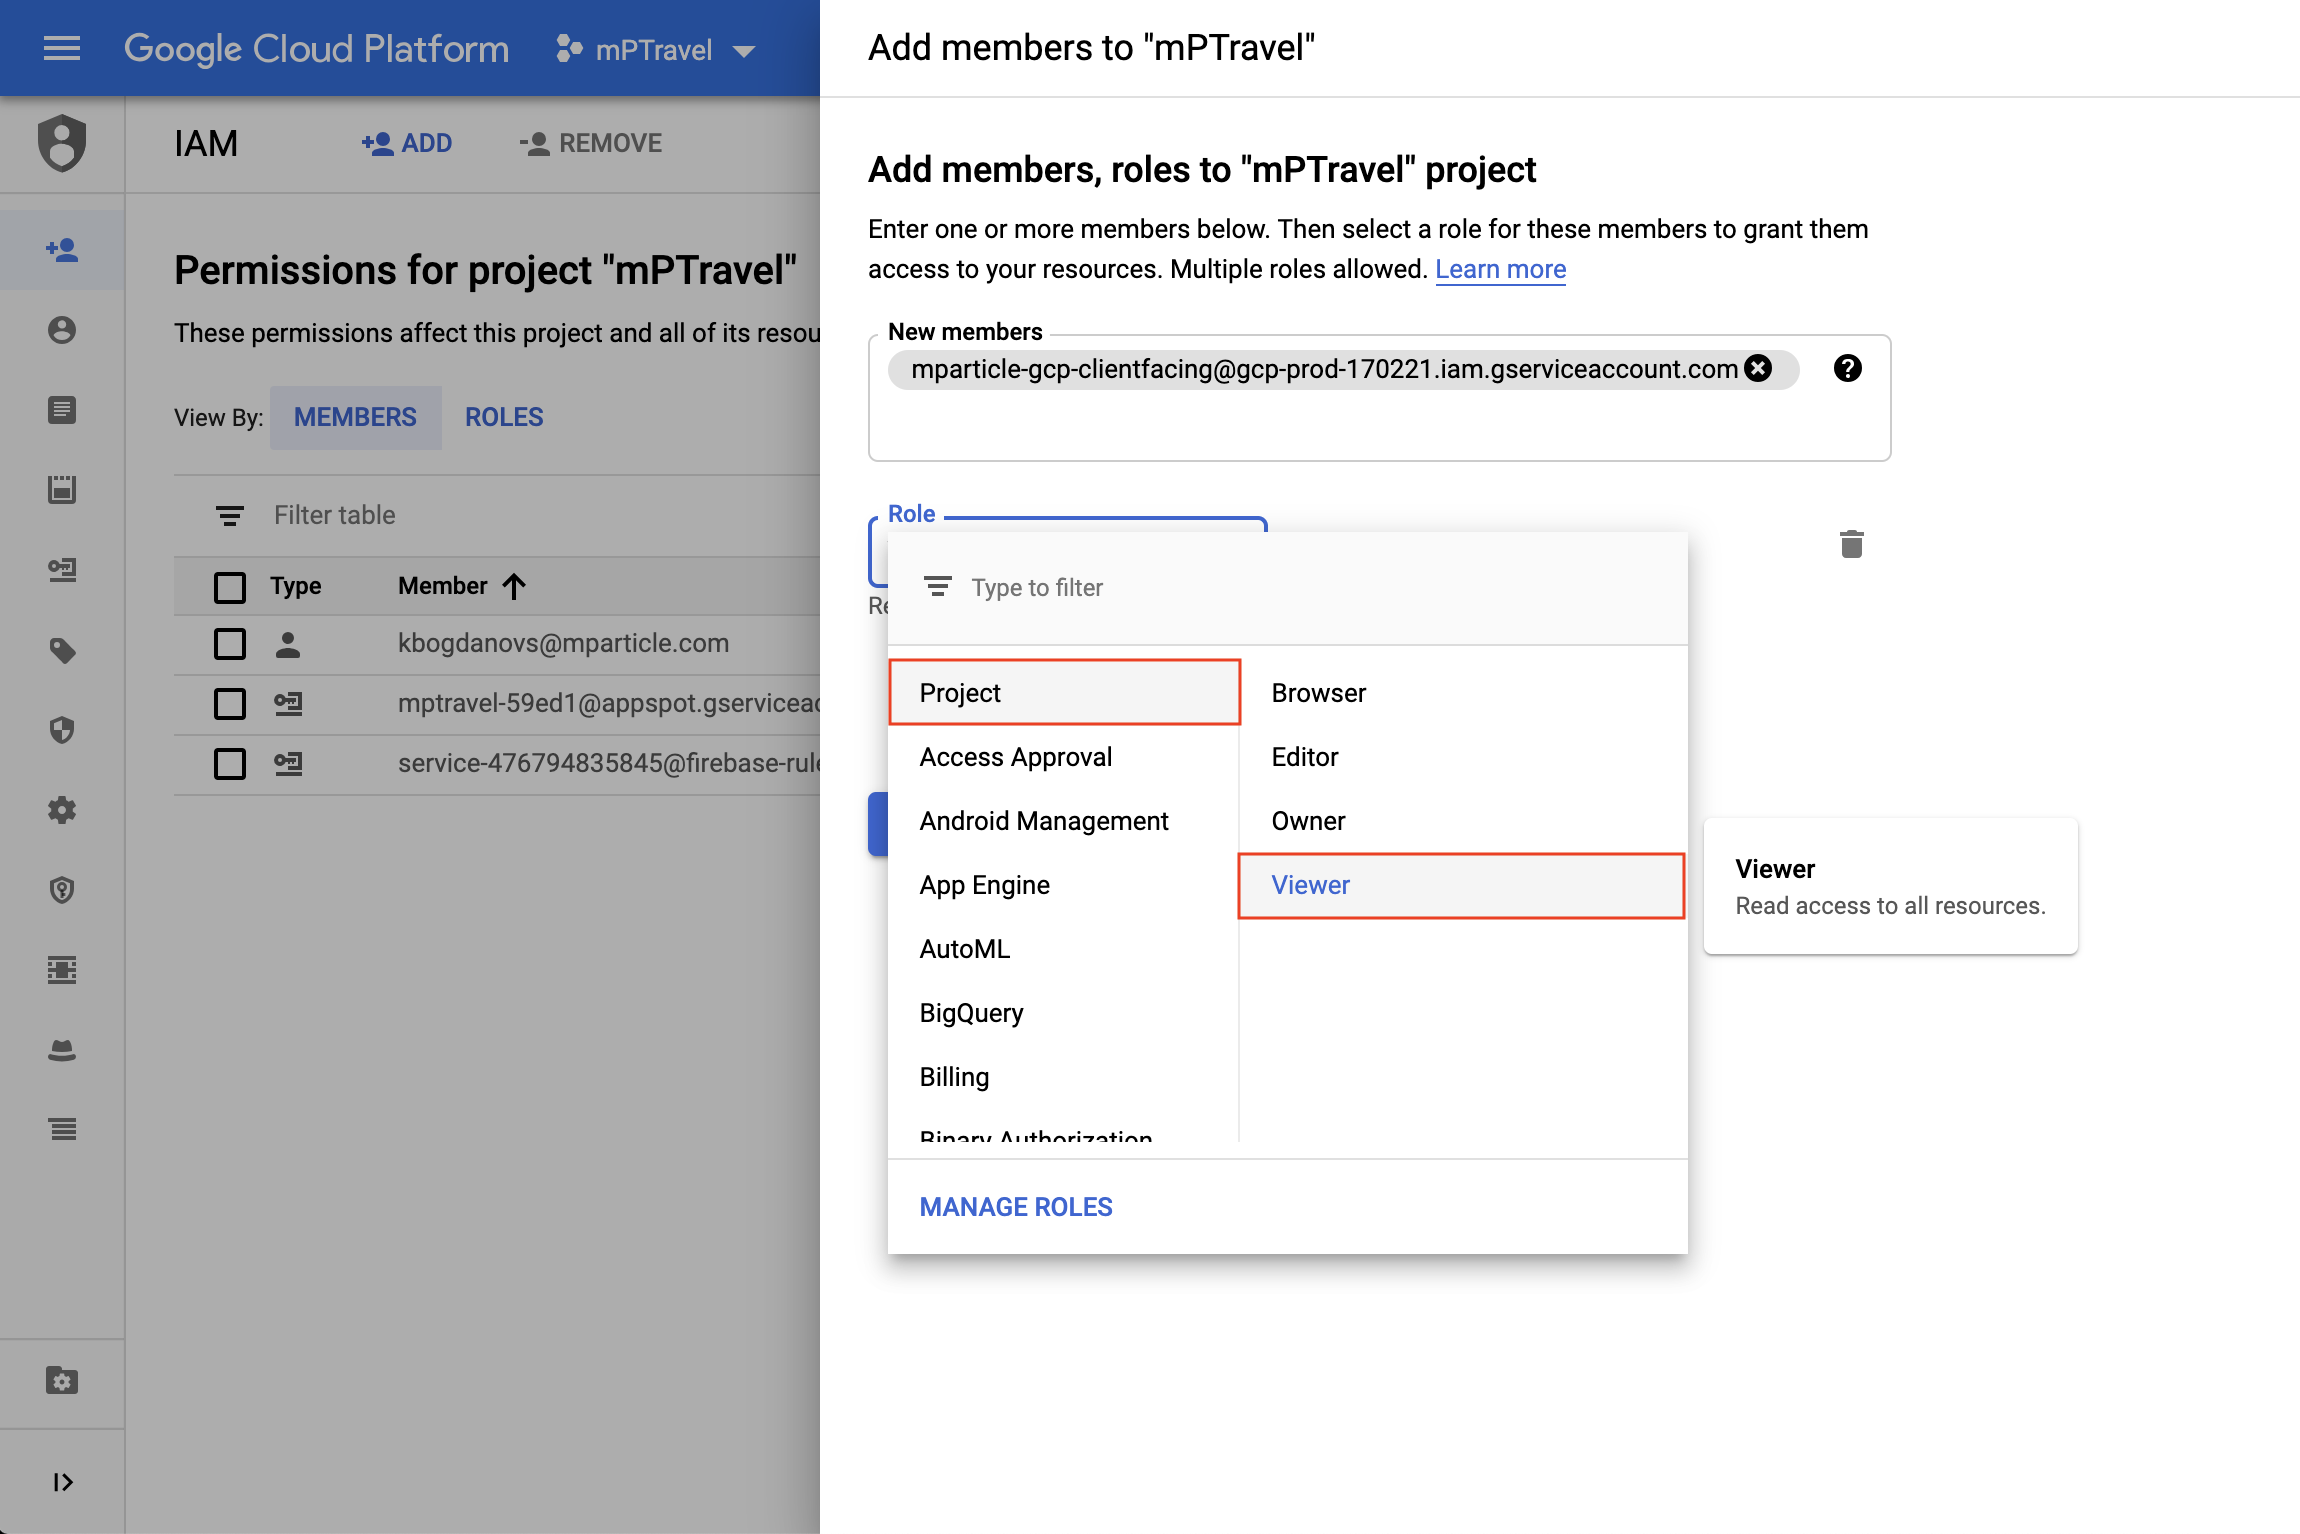 Google Cloud Platform
mPTravel
IAM
ADD
REMOVE
Permissions for project "mPTravel"
These permissions affect this project and all of its resou
View By:
MEMBERS
ROLES
Filter table
Type
Member
kbogdanovs@mparticle.com
mptravel-59ed1@appspot.gserviceac
service-476794835845@firebase-rule
Add members to "mPTravel"
Add members, roles to "mPTravel" project
Enter one or more members below. Then select a role for these members to grant them
access to your resources. Multiple roles allowed. Learn more
New members
mparticle-gcp-clientfacing@gcp-prod-170221.iam.gserviceaccount.com
Role
Type to filter
Project
Access Approval
Android Management
App Engine
AutoML
BigQuery
Billing
Binary Authorization
Browser
Editor
Owner
Viewer
MANAGE ROLES
Viewer
Read access to all resources.